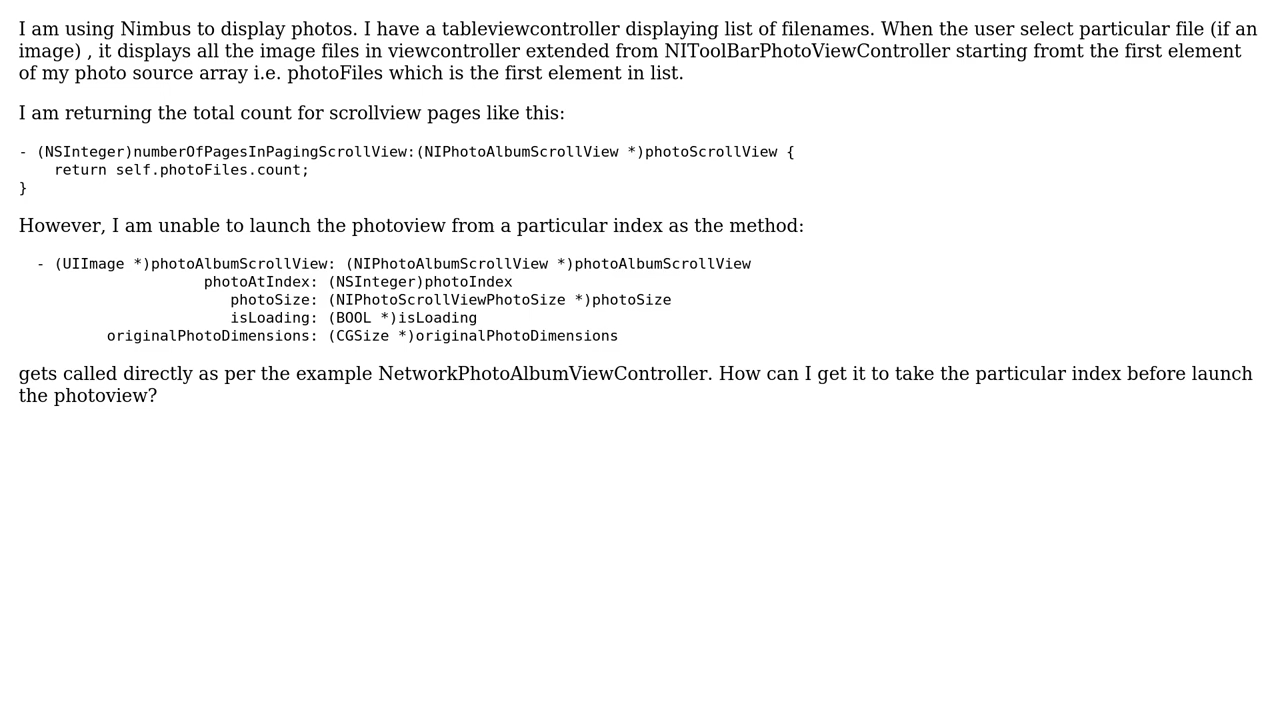 I am using Nimbus to display photos. I have a tableviewcontroller displaying list of filenames. When the user select particular file (if an
image) , it displays all the image files in viewcontroller extended from NIToolBarPhotoViewController starting fromt the first element
of my photo source array i.e. photoFiles which is the first element in list.
I am returning the total count for scrollview pages like this:
- (NSInteger)numberOfPagesInPagingScrollView:(NIPhotoAlbumScrollView *)photoScrollView {
    return self.photoFiles.count;
}
However, I am unable to launch the photoview from a particular index as the method:
  - (UIImage *)photoAlbumScrollView: (NIPhotoAlbumScrollView *)photoAlbumScrollView
                     photoAtIndex: (NSInteger)photoIndex
                        photoSize: (NIPhotoScrollViewPhotoSize *)photoSize
                        isLoading: (BOOL *)isLoading
          originalPhotoDimensions: (CGSize *)originalPhotoDimensions
gets called directly as per the example NetworkPhotoAlbumViewController. How can I get it to take the particular index before launch
the photoview?